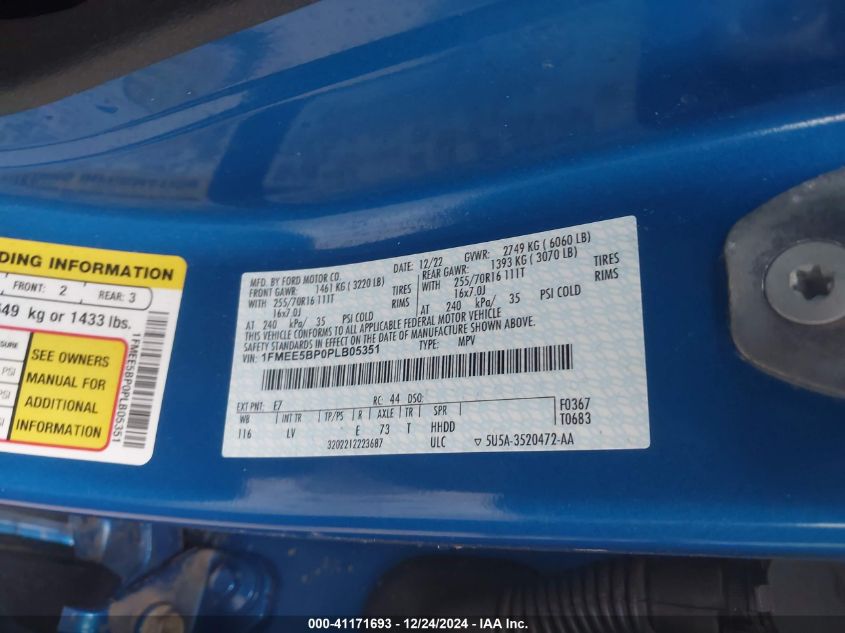 DING INFORMATION
FRONT: 2 REAR: 3
649 kg or 1433 lbs.
SURE
PSI
PSI
PSI
SEE OWNERS
MANUAL FOR
ADDITIONAL
INFORMATION
1FMEE5BP0PLB05351
MFD. BY FORD MOTOR CO. DATE: 12/22 GVWR: 2749 KG ( 6060 LB)
FRONT GAWR: 1461 KG ( 3220 LB) REAR GAWR: 1393 KG ( 3070 LB)
WITH 255/70R16 111T TIRES WITH 255/70R16 111T TIRES
16x7.0J RIMS 16x7.0J RIMS
AT 240 kPa/ 35 PSI COLD AT 240 kPa/ 35 PSI COLD
THIS VEHICLE CONFORMS TO ALL APPLICABLE FEDERAL MOTOR VEHICLE
SAFETY STANDARDS IN EFFECT ON THE DATE OF MANUFACTURE SHOWN ABOVE.
VIN: 1FMEE5BP0PLB05351 TYPE: MPV
EXT PNT: E7 RC: 44 DSO: F0367
WB INT TR TP/PS R AXLE TR SPR T0683
116 LV E 73 T HHDD
3202212223687 ULC ▽ 5U5A-3520472-AA
000-41171693 - 12/24/2024 - IAA Inc.